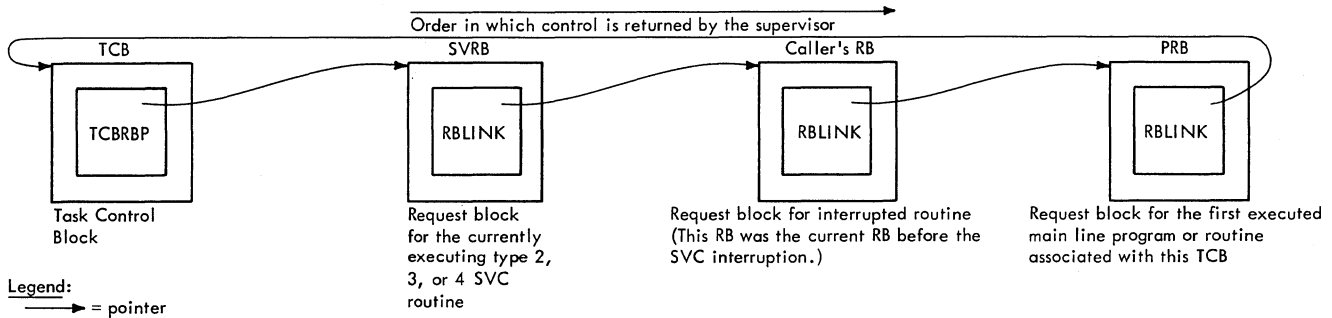 Order in which control is returned by the supervisor
TCB
SVRB
Caller's RB
PRB
TCBRBP
RBLINK
RBLINK
RBLINK
Task Control
Block
Request block
for the currently
executing type 2,
3, or 4 SVC
routine
Request block for interrupted routine
(This RB was the current RB before the
SVC interruption.)
Request block for the first executed
main line program or routine
associated with this TCB
Legend:
= pointer